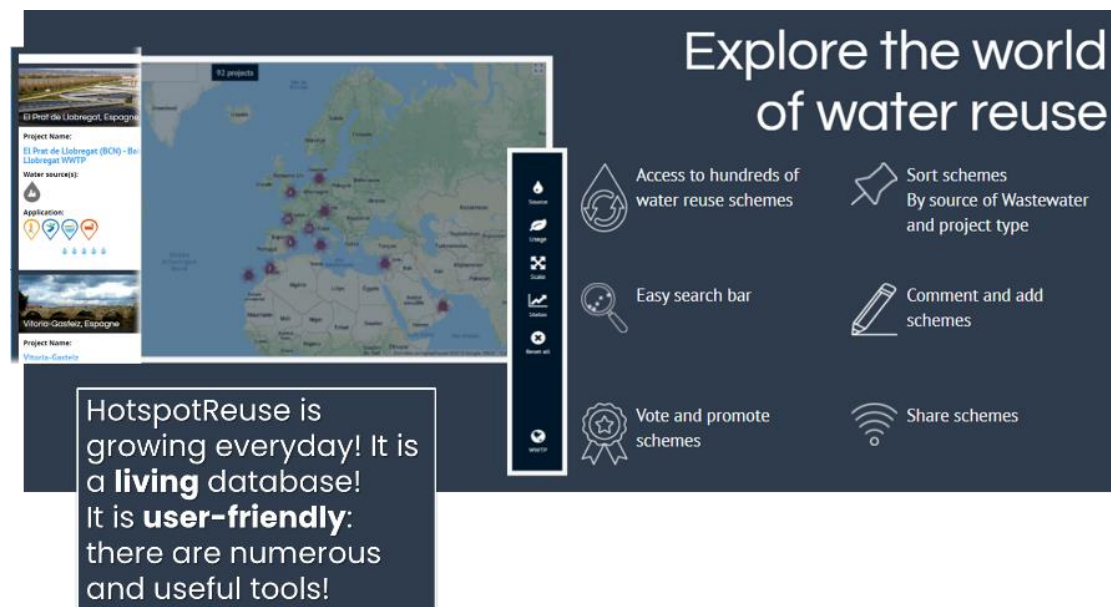 Explore the world
of water reuse
92 projects
El Prat de Llobregat, Espagne
Project Name:
El Prat de Llobregat (BCN) - Ba
Llobregat WWTP
Water source(s):
Application:
Vitoria-Gasteiz, Espagne
Project Name:
Vitoria-Gasteiz
Source
Usage
Scale
Status
Reset all
WWTP
Access to hundreds of
water reuse schemes
Sort schemes
By source of Wastewater
and project type
Easy search bar
Comment and add
schemes
Vote and promote
schemes
Share schemes
HotspotReuse is
growing everyday! It is
a living database!
It is user-friendly:
there are numerous
and useful tools!